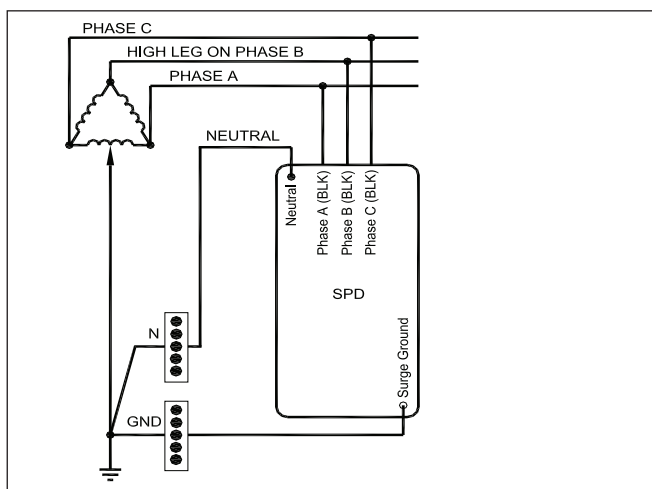 PHASE C
HIGH LEG ON PHASE B
PHASE A
NEUTRAL
Neutral
Phase A (BLK)
Phase B (BLK)
Phase C (BLK)
SPD
Surge Ground
N
GND